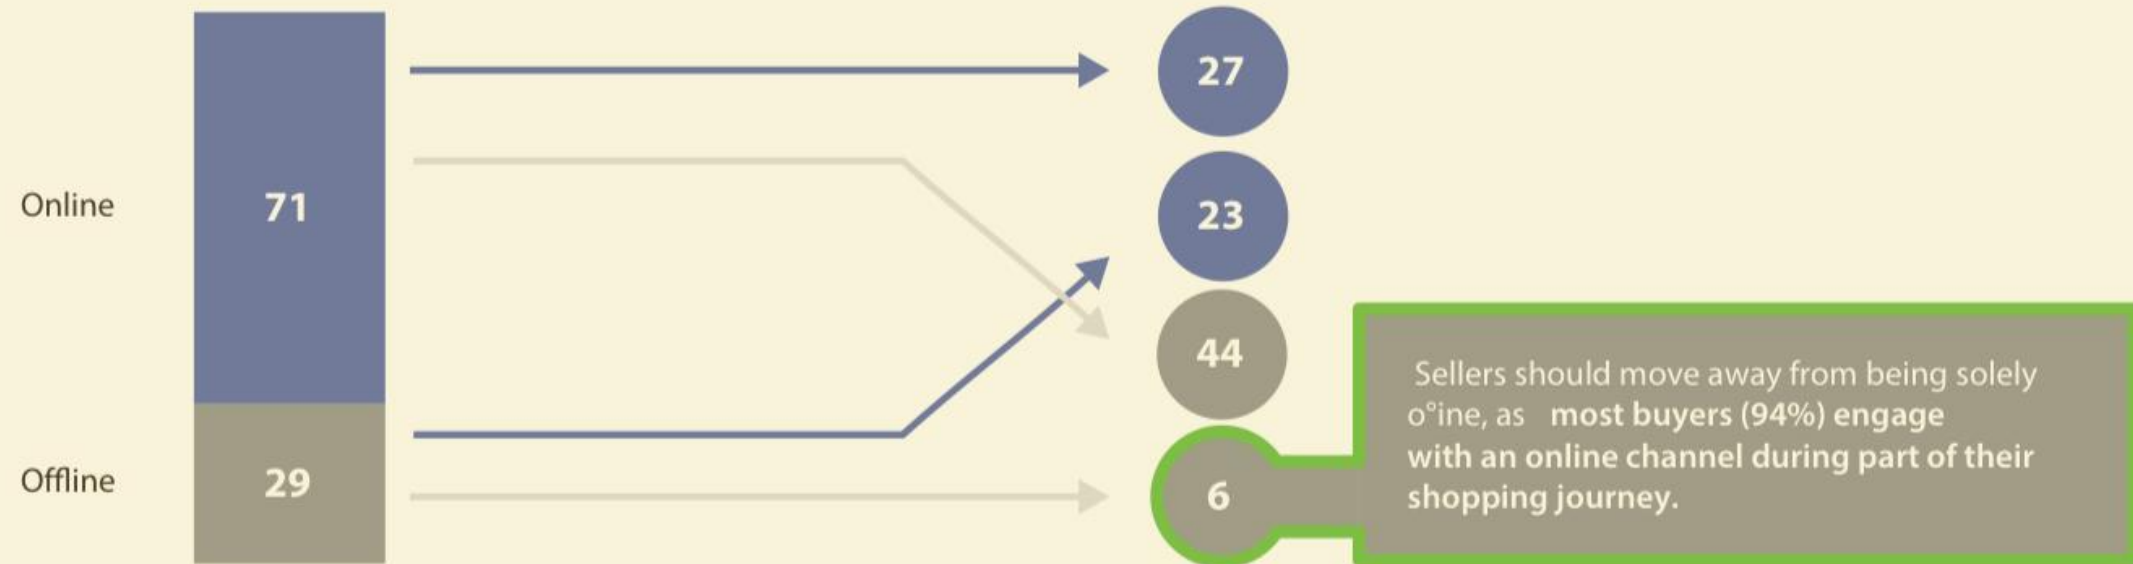 27
Online
71
23
44
Sellers should move away from being solely
o°ine, as most buyers (94%) engage
with an online channel during part of their
shopping journey.
Offline
29
6